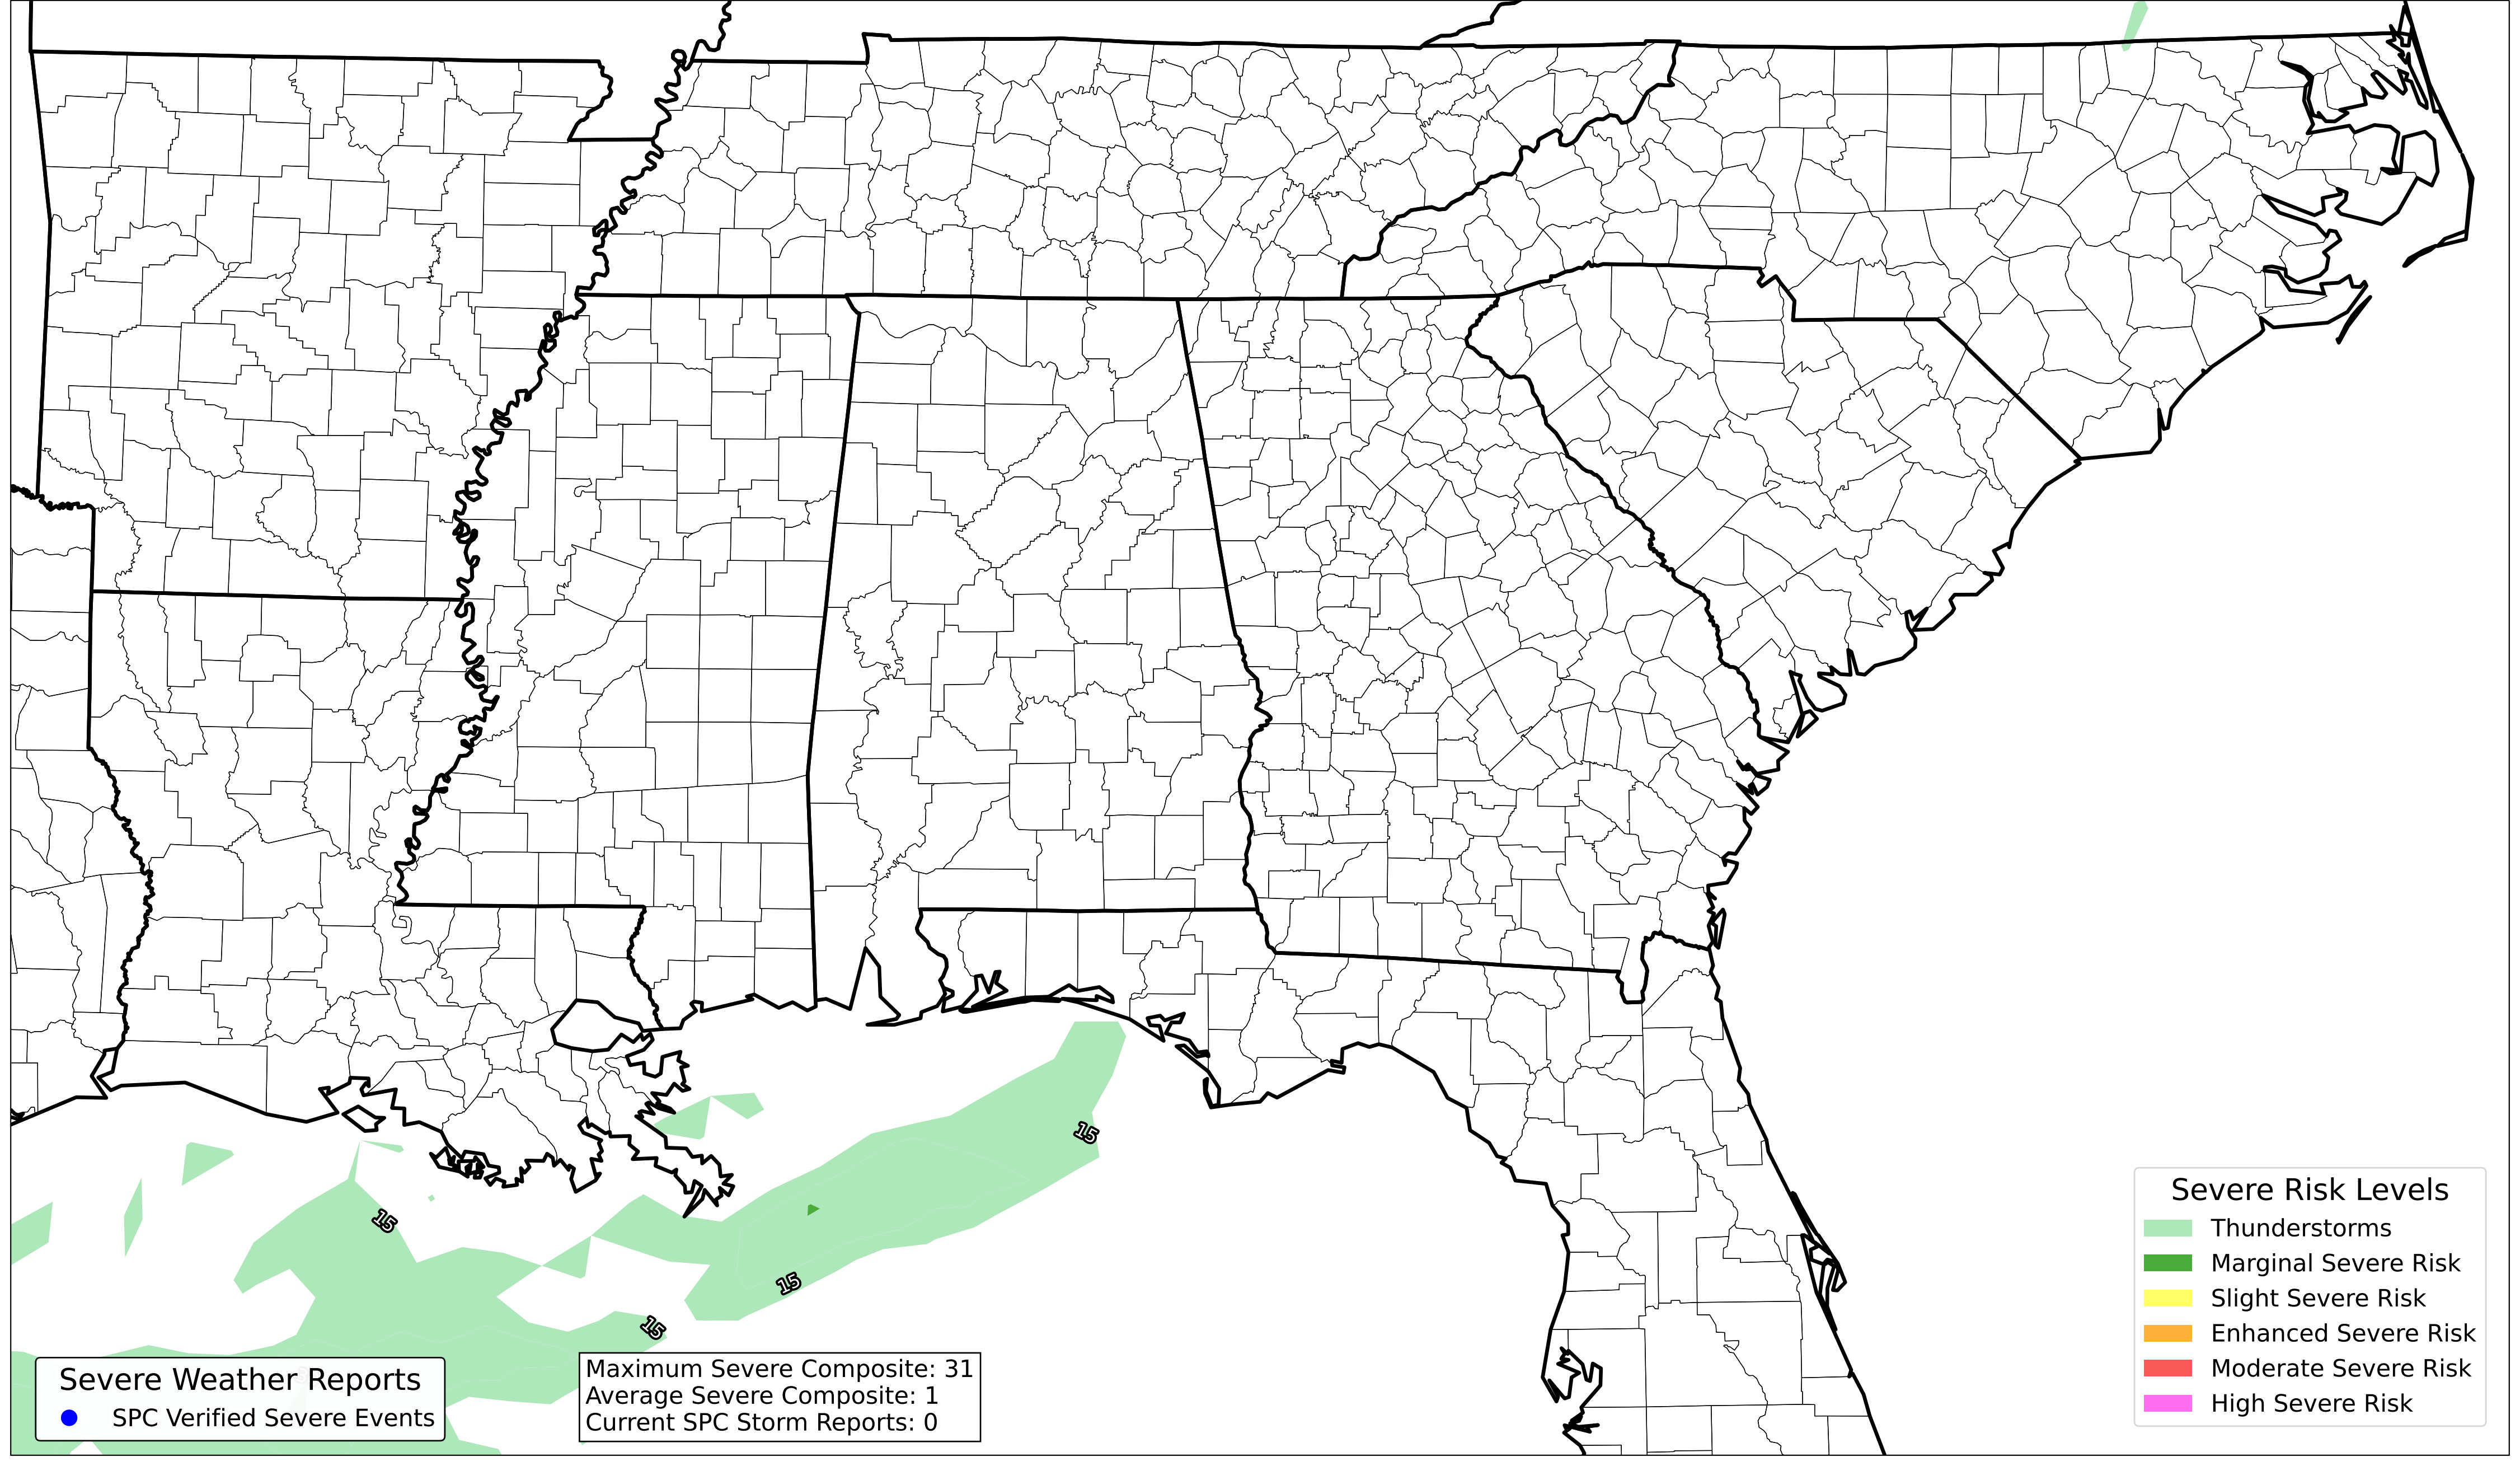 15
15
15
15
Severe Weather Reports
SPC Verified Severe Events
Maximum Severe Composite: 31
Average Severe Composite: 1
Current SPC Storm Reports: 0
Severe Risk Levels
Thunderstorms
Marginal Severe Risk
Slight Severe Risk
Enhanced Severe Risk
Moderate Severe Risk
High Severe Risk